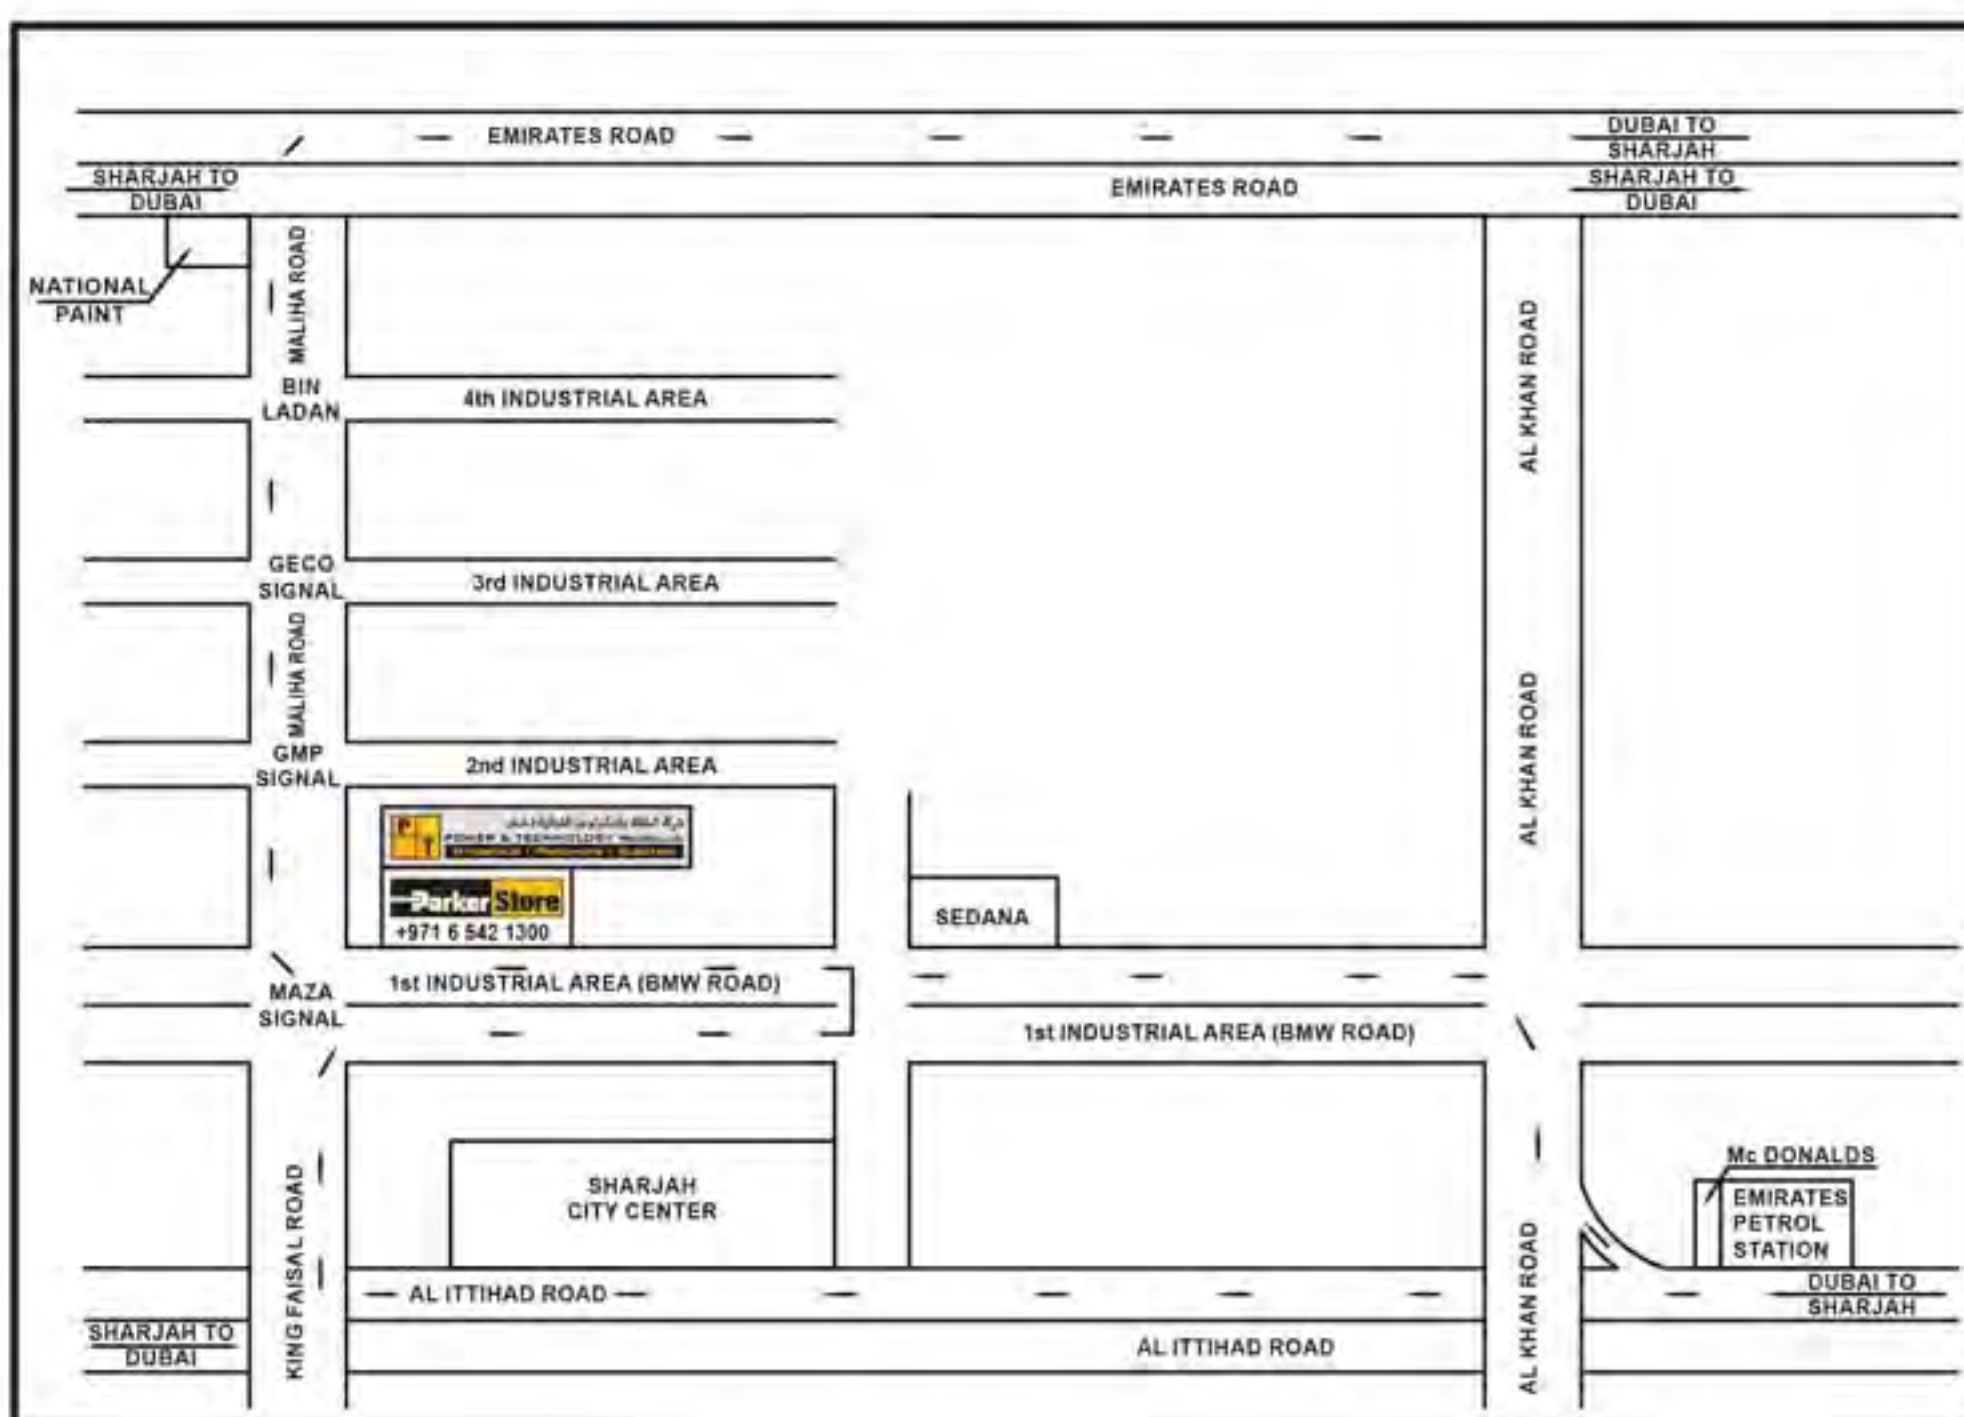 EMIRATES ROAD
DUBAI TO
SHARJAH
SHARJAH TO
DUBAI
EMIRATES ROAD
SHARJAH TO
DUBAI
NATIONAL
PAINT
MALIHA ROAD
AL KHAN ROAD
BIN
LADAN
4th INDUSTRIAL AREA
GECO
SIGNAL
3rd INDUSTRIAL AREA
MALIHA ROAD
AL KHAN ROAD
GMP
SIGNAL
2nd INDUSTRIAL AREA
P
T
POWER & TECHNOLOGY
Parker Store
+971 6 542 1300
SEDANA
MAZA
SIGNAL
1st INDUSTRIAL AREA (BMW ROAD)
1st INDUSTRIAL AREA (BMW ROAD)
KING FAISAL ROAD
SHARJAH
CITY CENTER
AL KHAN ROAD
Mc DONALDS
EMIRATES
PETROL
STATION
AL ITTIHAD ROAD
DUBAI TO
SHARJAH
SHARJAH TO
DUBAI
AL ITTIHAD ROAD